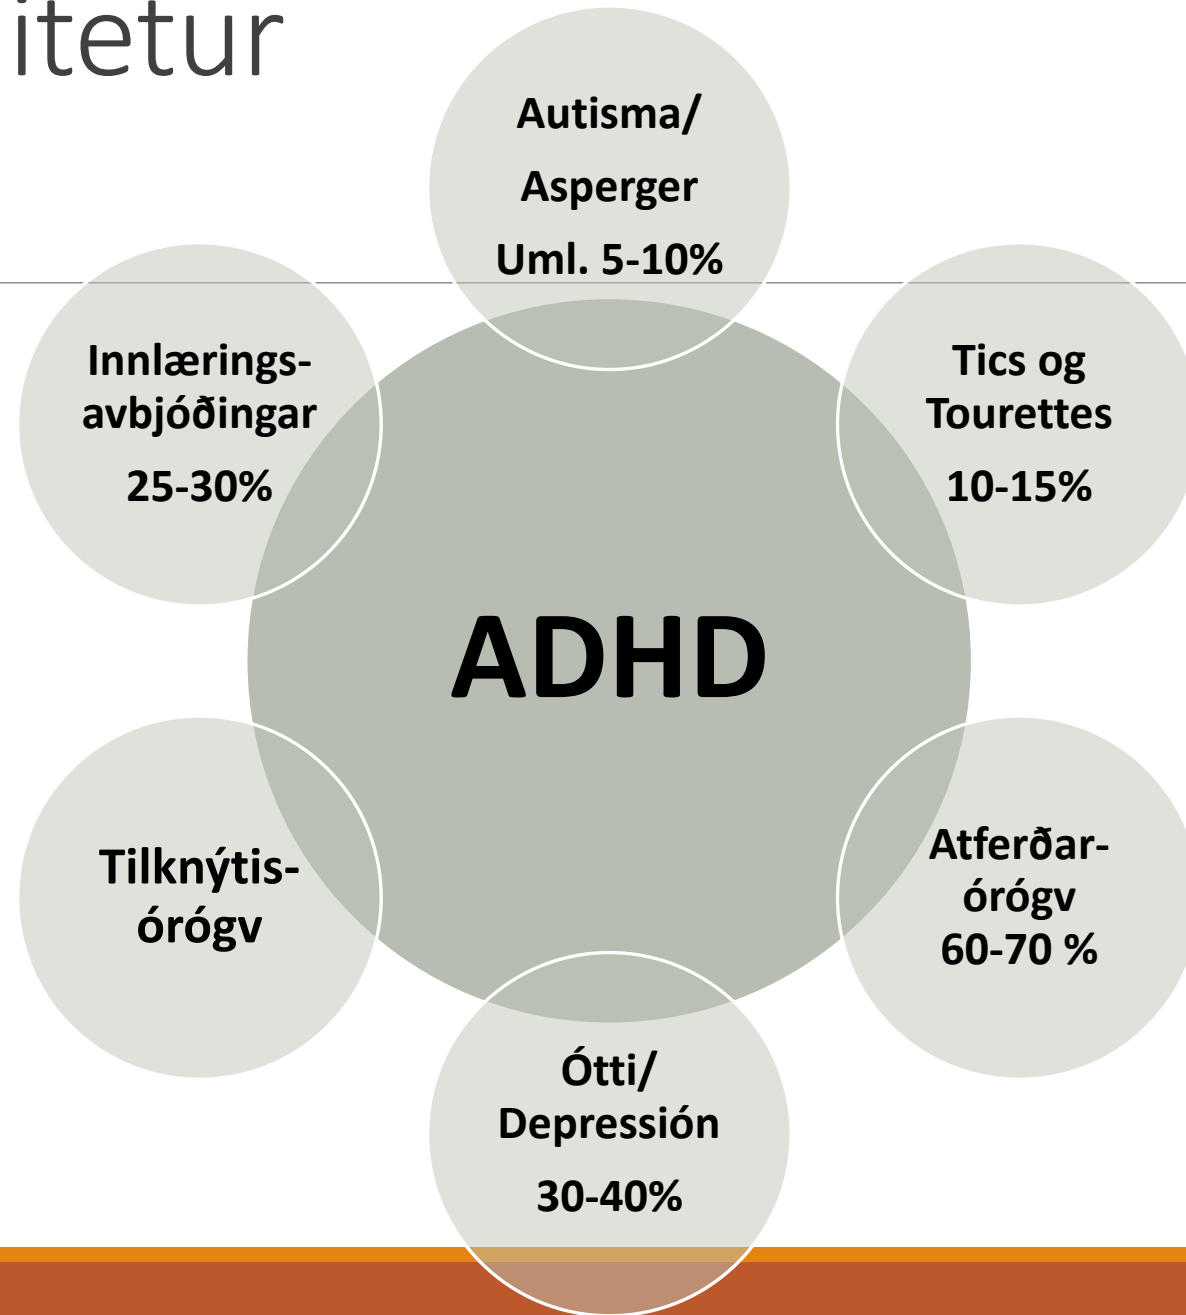 itetur
Autisma/
Asperger
Uml. 5-10%
Tics og
Tourettes
10-15%
Atferðar-
órógv
60-70 %
Ótti/
Depressión
30-40%
Tilknýtis-
órógv
Innlærings-
avbjóðingar
25-30%
ADHD